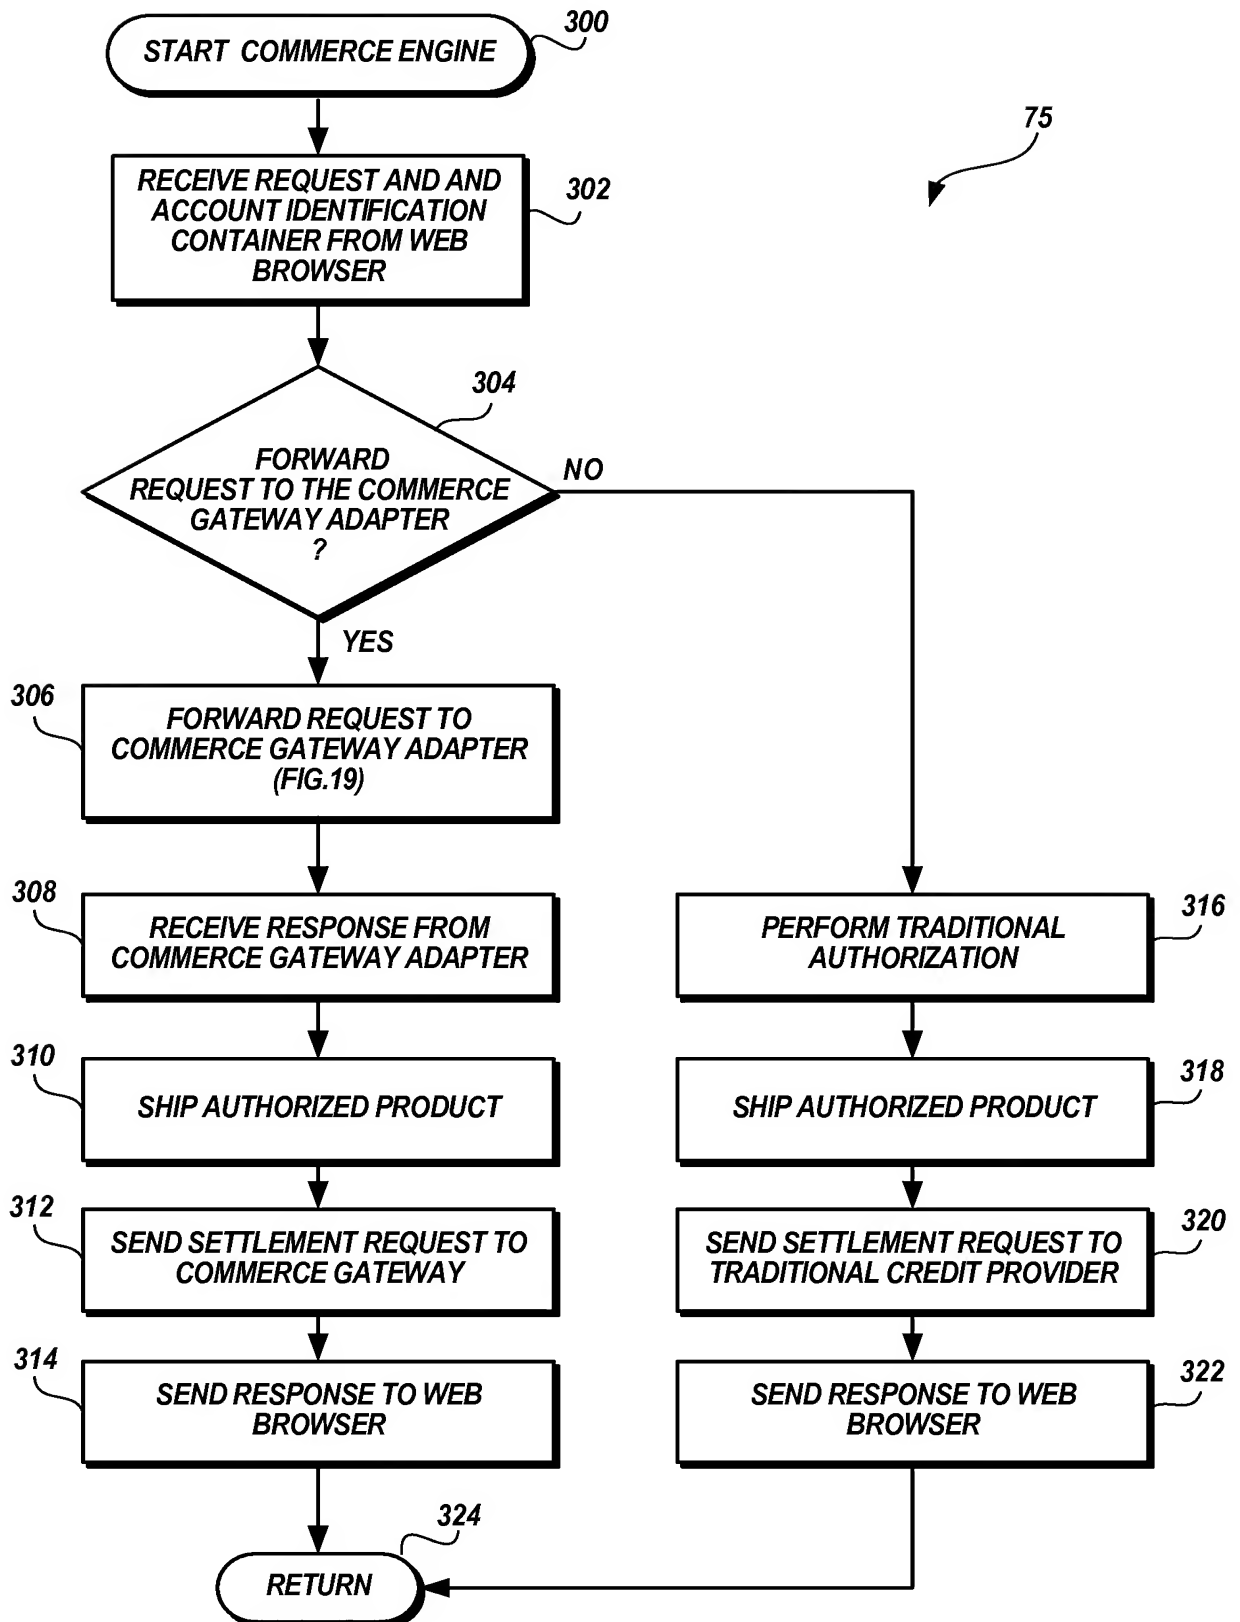 START COMMERCE ENGINE
300
75
RECEIVE REQUEST AND AND
ACCOUNT IDENTIFICATION
CONTAINER FROM WEB
BROWSER
302
304
FORWARD
REQUEST TO THE COMMERCE
GATEWAY ADAPTER
?
NO
YES
306
FORWARD REQUEST TO
COMMERCE GATEWAY ADAPTER
(FIG.19)
308
RECEIVE RESPONSE FROM
COMMERCE GATEWAY ADAPTER
PERFORM TRADITIONAL
AUTHORIZATION
316
310
SHIP AUTHORIZED PRODUCT
SHIP AUTHORIZED PRODUCT
318
312
SEND SETTLEMENT REQUEST TO
COMMERCE GATEWAY
SEND SETTLEMENT REQUEST TO
TRADITIONAL CREDIT PROVIDER
320
314
SEND RESPONSE TO WEB
BROWSER
SEND RESPONSE TO WEB
BROWSER
322
324
RETURN